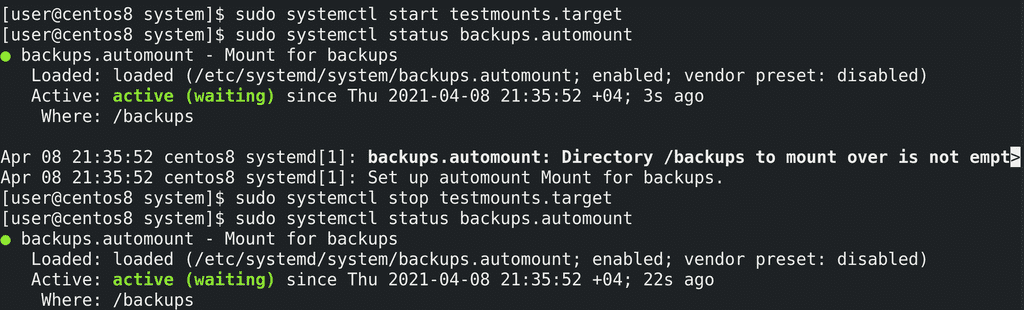 [user@centos8 system]$ sudo systemctl start testmounts.target
[user@centos8 system]$ sudo systemctl status backups.automount
● backups.automount - Mount for backups
   Loaded: loaded (/etc/systemd/system/backups.automount; enabled; vendor preset: disabled)
   Active: active (waiting) since Thu 2021-04-08 21:35:52 +04; 3s ago
    Where: /backups

Apr 08 21:35:52 centos8 systemd[1]: backups.automount: Directory /backups to mount over is not empt>
Apr 08 21:35:52 centos8 systemd[1]: Set up automount Mount for backups.
[user@centos8 system]$ sudo systemctl stop testmounts.target
[user@centos8 system]$ sudo systemctl status backups.automount
● backups.automount - Mount for backups
   Loaded: loaded (/etc/systemd/system/backups.automount; enabled; vendor preset: disabled)
   Active: active (waiting) since Thu 2021-04-08 21:35:52 +04; 22s ago
    Where: /backups